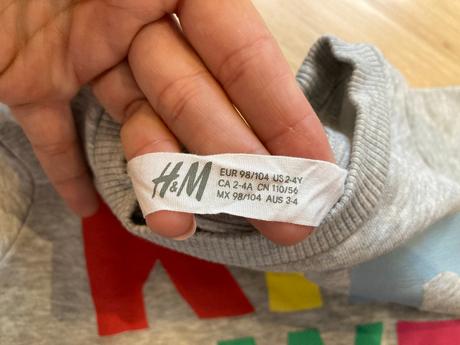 H&M
EUR 98/104 US 2-4Y
CA 2-4A CN 110/56
MX 98/104 AUS 3-4